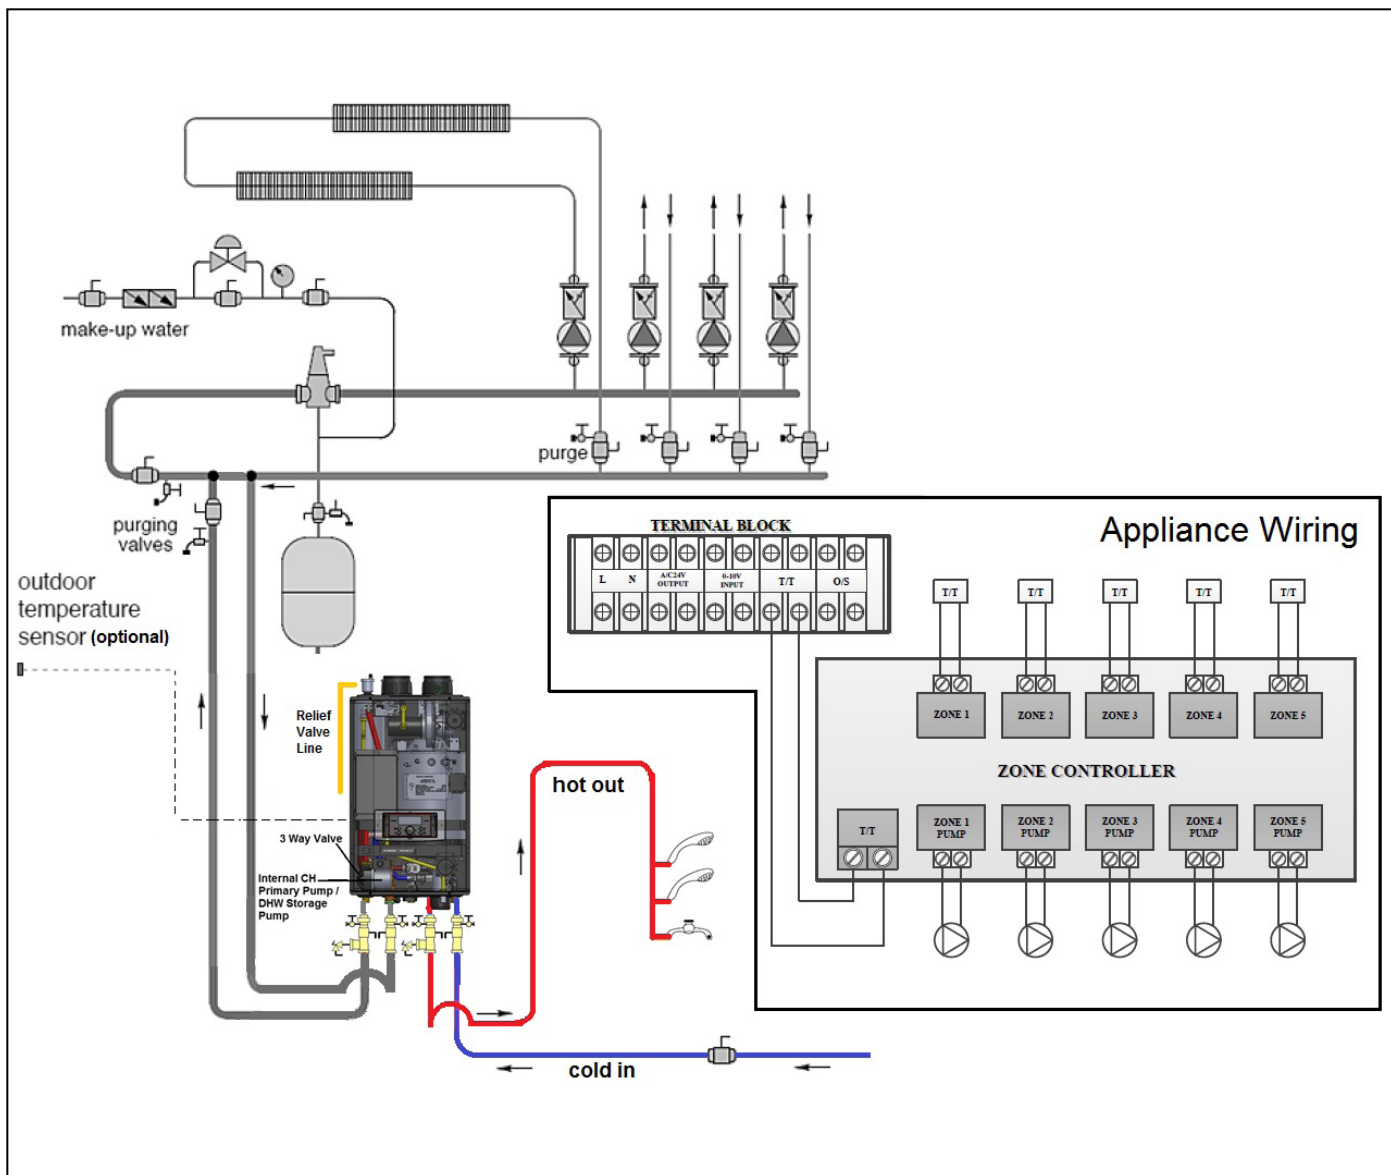 make-up water
purge
purging
valves
outdoor
temperature
sensor (optional)
Relief
Valve
Line
3 Way Valve
Internal CH
Primary Pump /
DHW Storage
Pump
hot out
cold in
Appliance Wiring
TERMINAL BLOCK
L N A/C24V OUTPUT 0-10V INPUT T/T O/S
T/T T/T T/T T/T T/T
ZONE 1 ZONE 2 ZONE 3 ZONE 4 ZONE 5
ZONE CONTROLLER
T/T
ZONE 1 PUMP
ZONE 2 PUMP
ZONE 3 PUMP
ZONE 4 PUMP
ZONE 5 PUMP